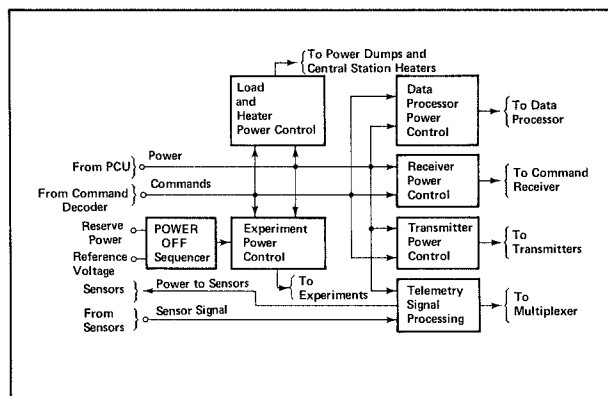 To Power Dumps and
Central Station Heaters
Load
and
Heater
Power Control
Data
Processor
Power
Control
To Data
Processor
From PCU
Power
Receiver
Power
Control
To Command
Receiver
From Command
Decoder
Commands
Reserve
Power
Reference
Voltage
POWER
OFF
Sequencer
Experiment
Power
Control
Transmitter
Power
Control
To
Transmitters
To
Experiments
Sensors
Power to Sensors
Telemetry
Signal
Processing
To
Multiplexer
From
Sensors
Sensor Signal